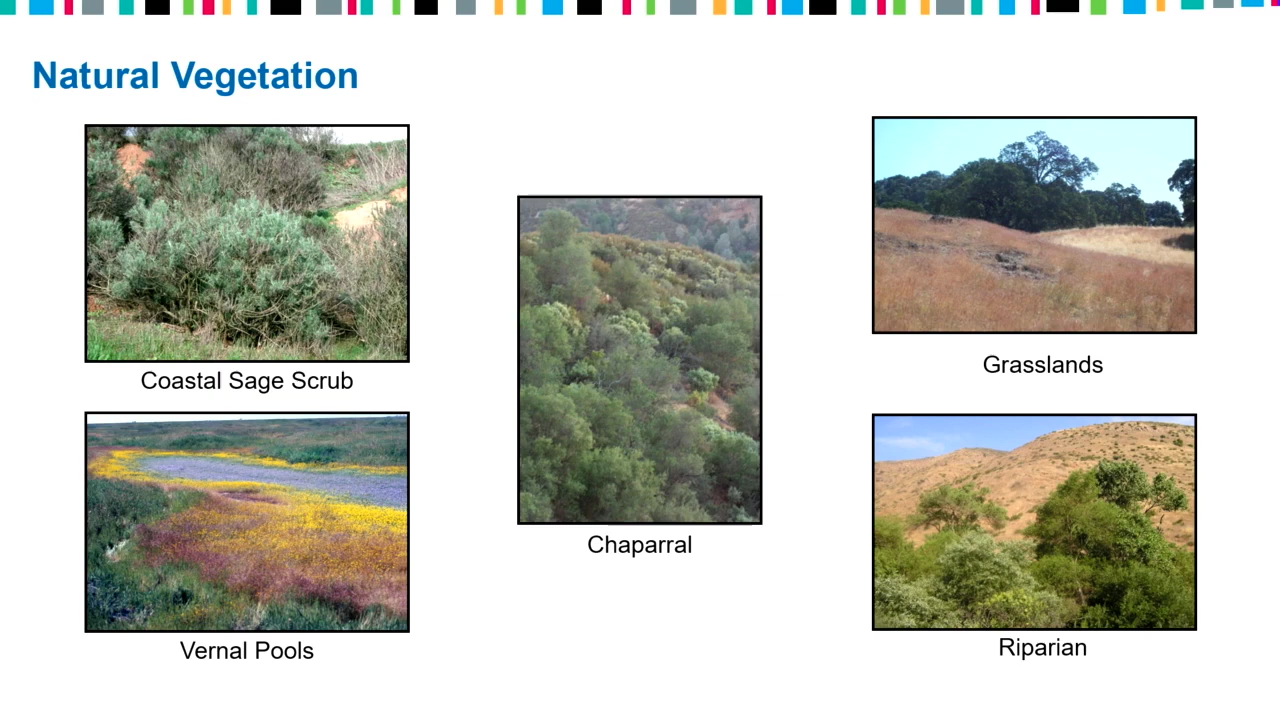 Natural Vegetation
Coastal Sage Scrub
Vernal Pools
Chaparral
Grasslands
Riparian